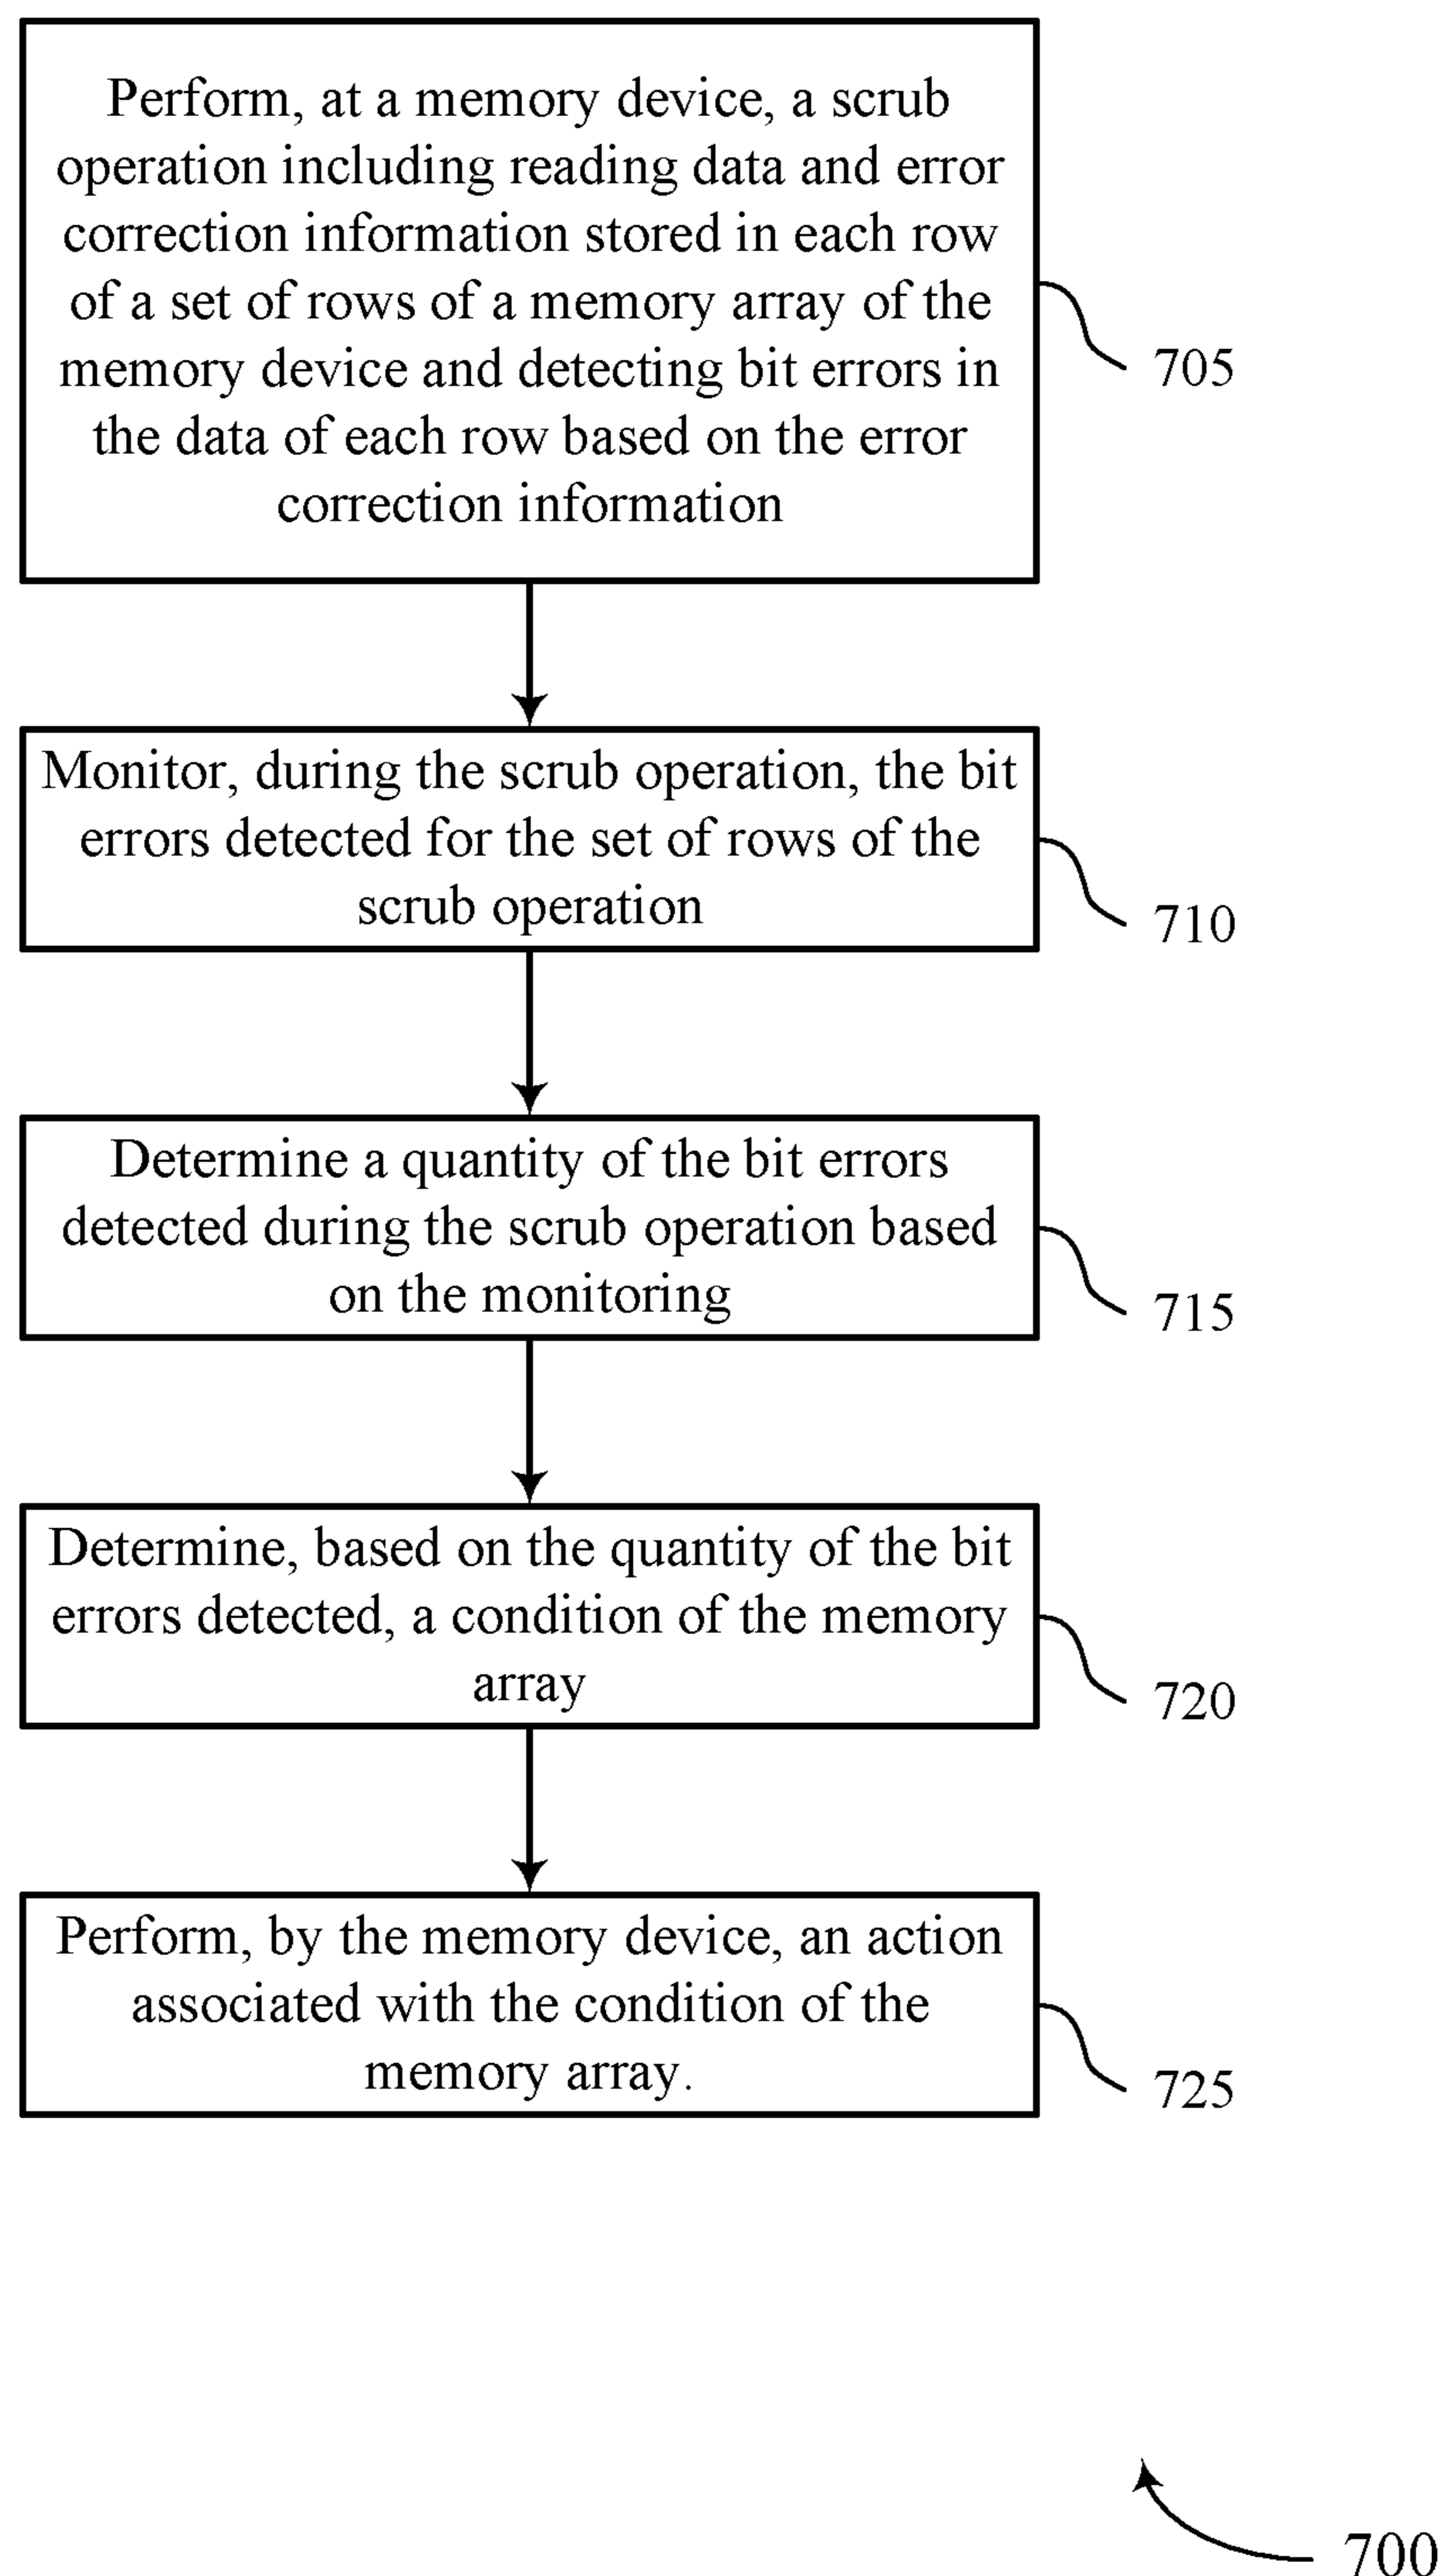 Perform, at a memory device, a scrub
operation including reading data and error
correction information stored in each row
of a set of rows of a memory array of the
memory device and detecting bit errors in
the data of each row based on the error
correction information
705
Monitor, during the scrub operation, the bit
errors detected for the set of rows of the
scrub operation
710
Determine a quantity of the bit errors
detected during the scrub operation based
on the monitoring
715
Determine, based on the quantity of the bit
errors detected, a condition of the memory
array
720
Perform, by the memory device, an action
associated with the condition of the
memory array.
725
700